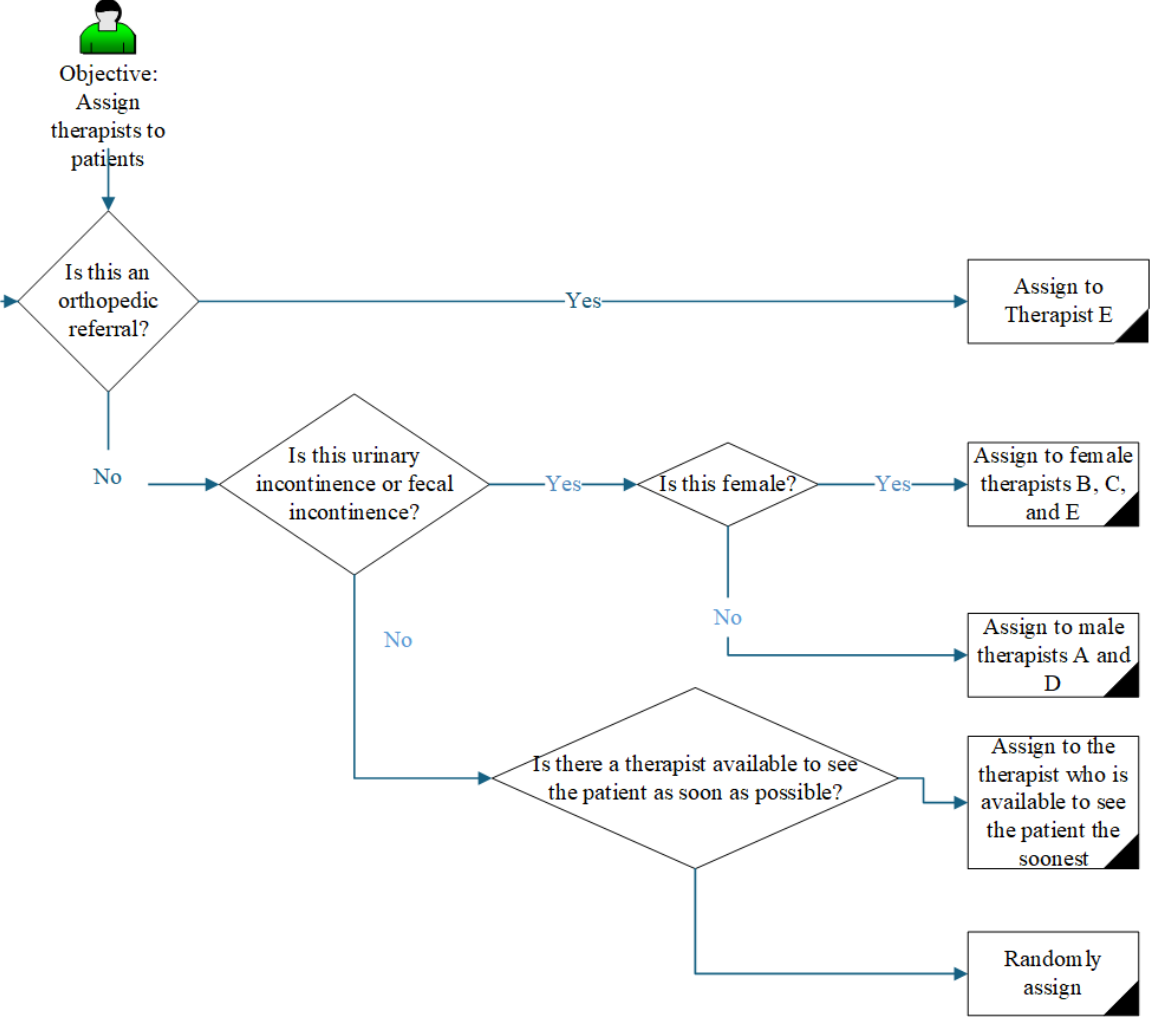 Objective:
Assign
therapists to
patients
Is this an
orthopedic
referral?
Yes
Assign to
Therapist E
No
Is this urinary
incontinence or fecal
incontinence?
Yes
Is this female?
Yes
Assign to female
therapists B, C,
and E
No
No
Assign to male
therapists A and
D
Is there a therapist available to see
the patient as soon as possible?
Assign to the
therapist who is
available to see
the patient the
soonest
Randomly
assign